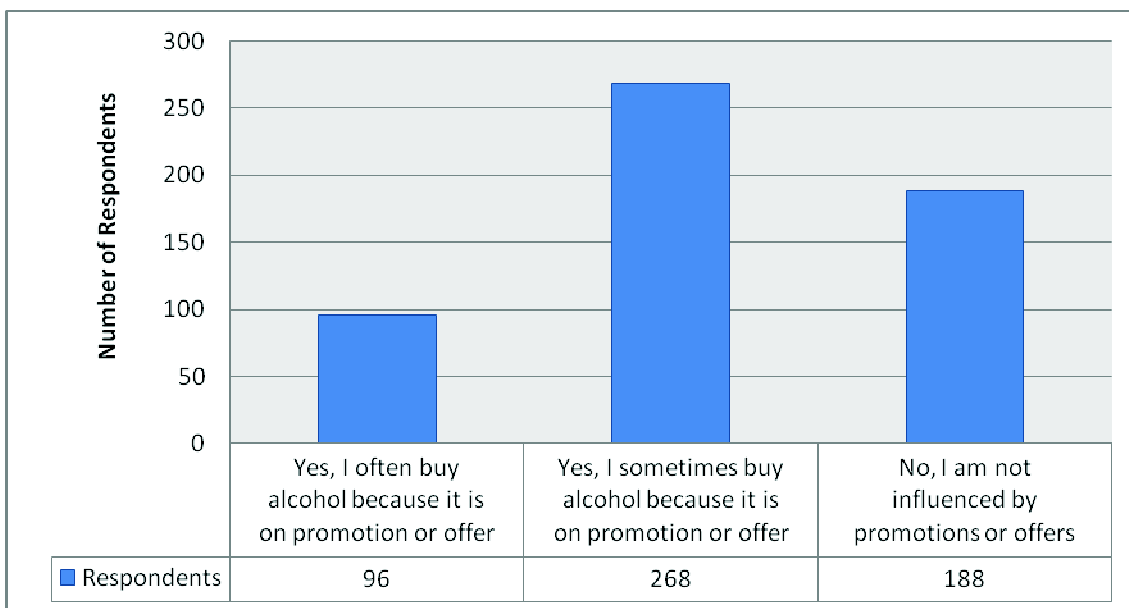 300
250
200
150
100
50
0
Number of Respondents
Yes, I often buy
alcohol because it is
on promotion or offer
Yes, I sometimes buy
alcohol because it is
on promotion or offer
No, I am not
influenced by
promotions or offers
Respondents 96 268 188